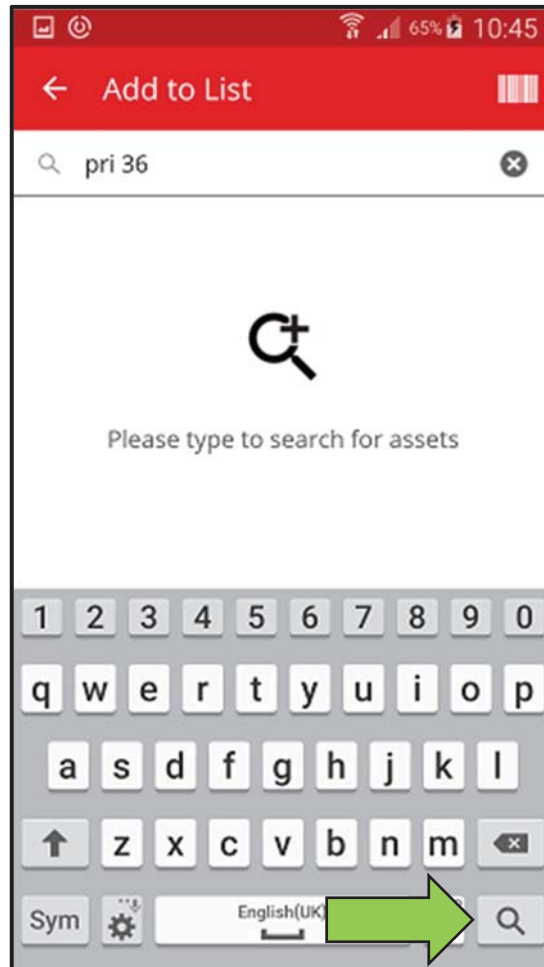 65% 10:45
Add to List
pri 36
Please type to search for assets
1 2 3 4 5 6 7 8 9 0
q w e r t y u i o p
a s d f g h j k l
z x c v b n m
Sym English(UK)